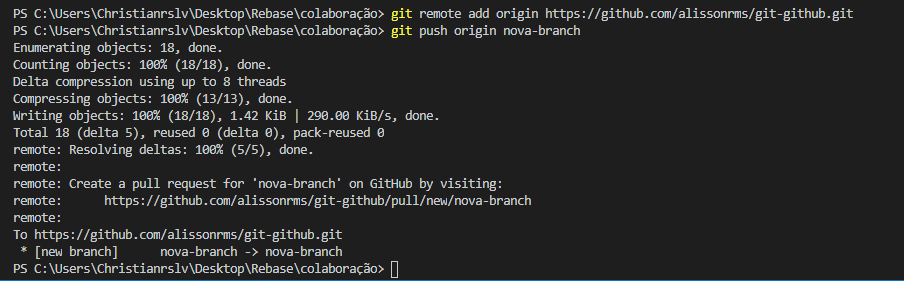 PS C:\Users\Christianrslv\Desktop\Rebase\colaboração> git remote add origin https://github.com/alissonrms/git-github.git
PS C:\Users\Christianrslv\Desktop\Rebase\colaboração> git push origin nova-branch
Enumerating objects: 18, done.
Counting objects: 100% (18/18), done.
Delta compression using up to 8 threads
Compressing objects: 100% (13/13), done.
Writing objects: 100% (18/18), 1.42 KiB | 290.00 KiB/s, done.
Total 18 (delta 5), reused 0 (delta 0), pack-reused 0
remote: Resolving deltas: 100% (5/5), done.
remote:
remote: Create a pull request for 'nova-branch' on GitHub by visiting:
remote:      https://github.com/alissonrms/git-github/pull/new/nova-branch
remote:
To https://github.com/alissonrms/git-github.git
 * [new branch]      nova-branch -> nova-branch
PS C:\Users\Christianrslv\Desktop\Rebase\colaboração>